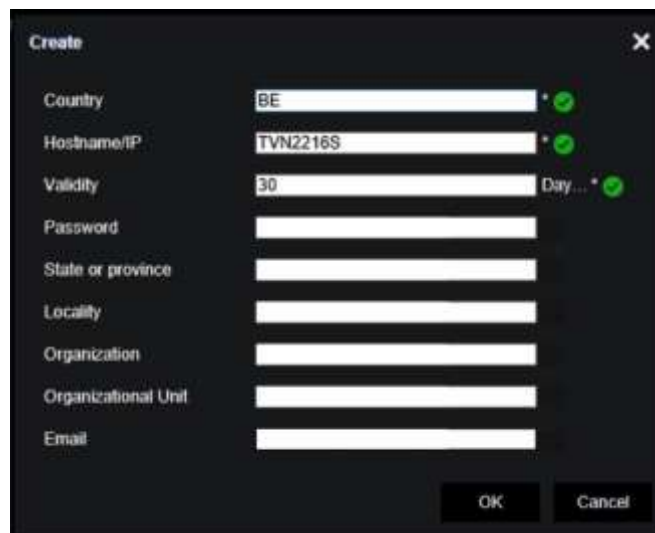 Create
Country BE *
Hostname/IP TVN2216S *
Validity 30 Day... *
Password
State or province
Locality
Organization
Organizational Unit
Email
OK Cancel